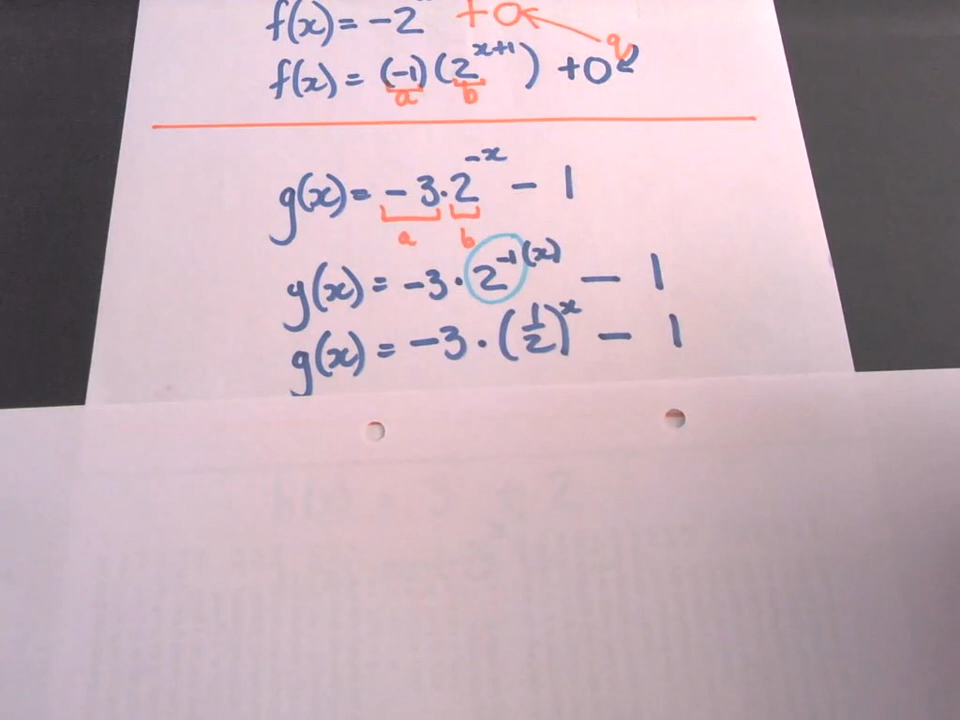 f(x) = -2 +0
q
f(x) = (-1)(2^{x+1}) +0
a b
g(x) = -3·2^{-x} - 1
a b
g(x) = -3·2^{-1(x)} - 1
g(x) = -3·(1/2)^x - 1